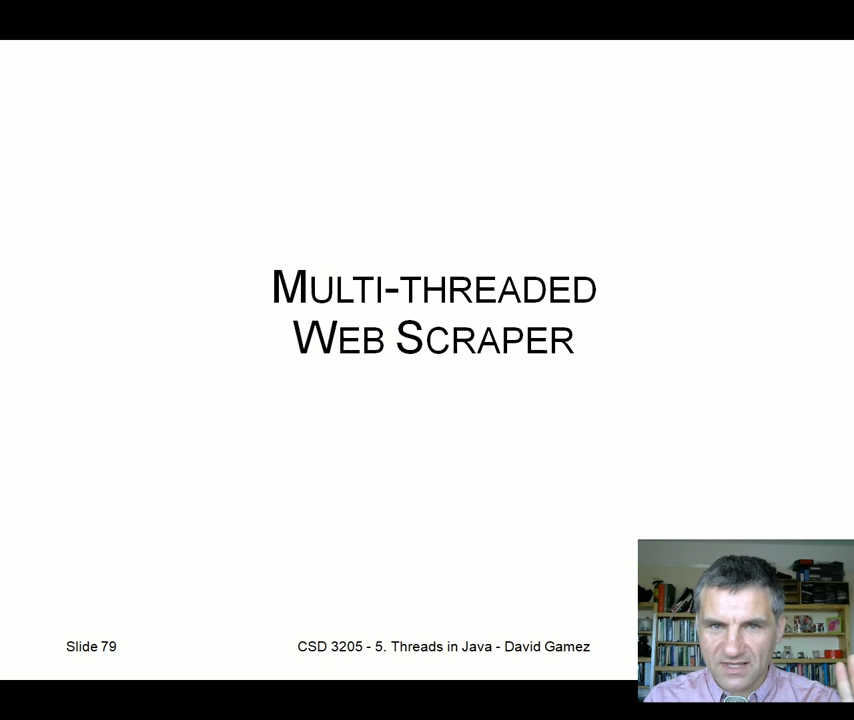 MULTI-THREADED
WEB SCRAPER
Slide 79
CSD 3205 - 5. Threads in Java - David Gamez